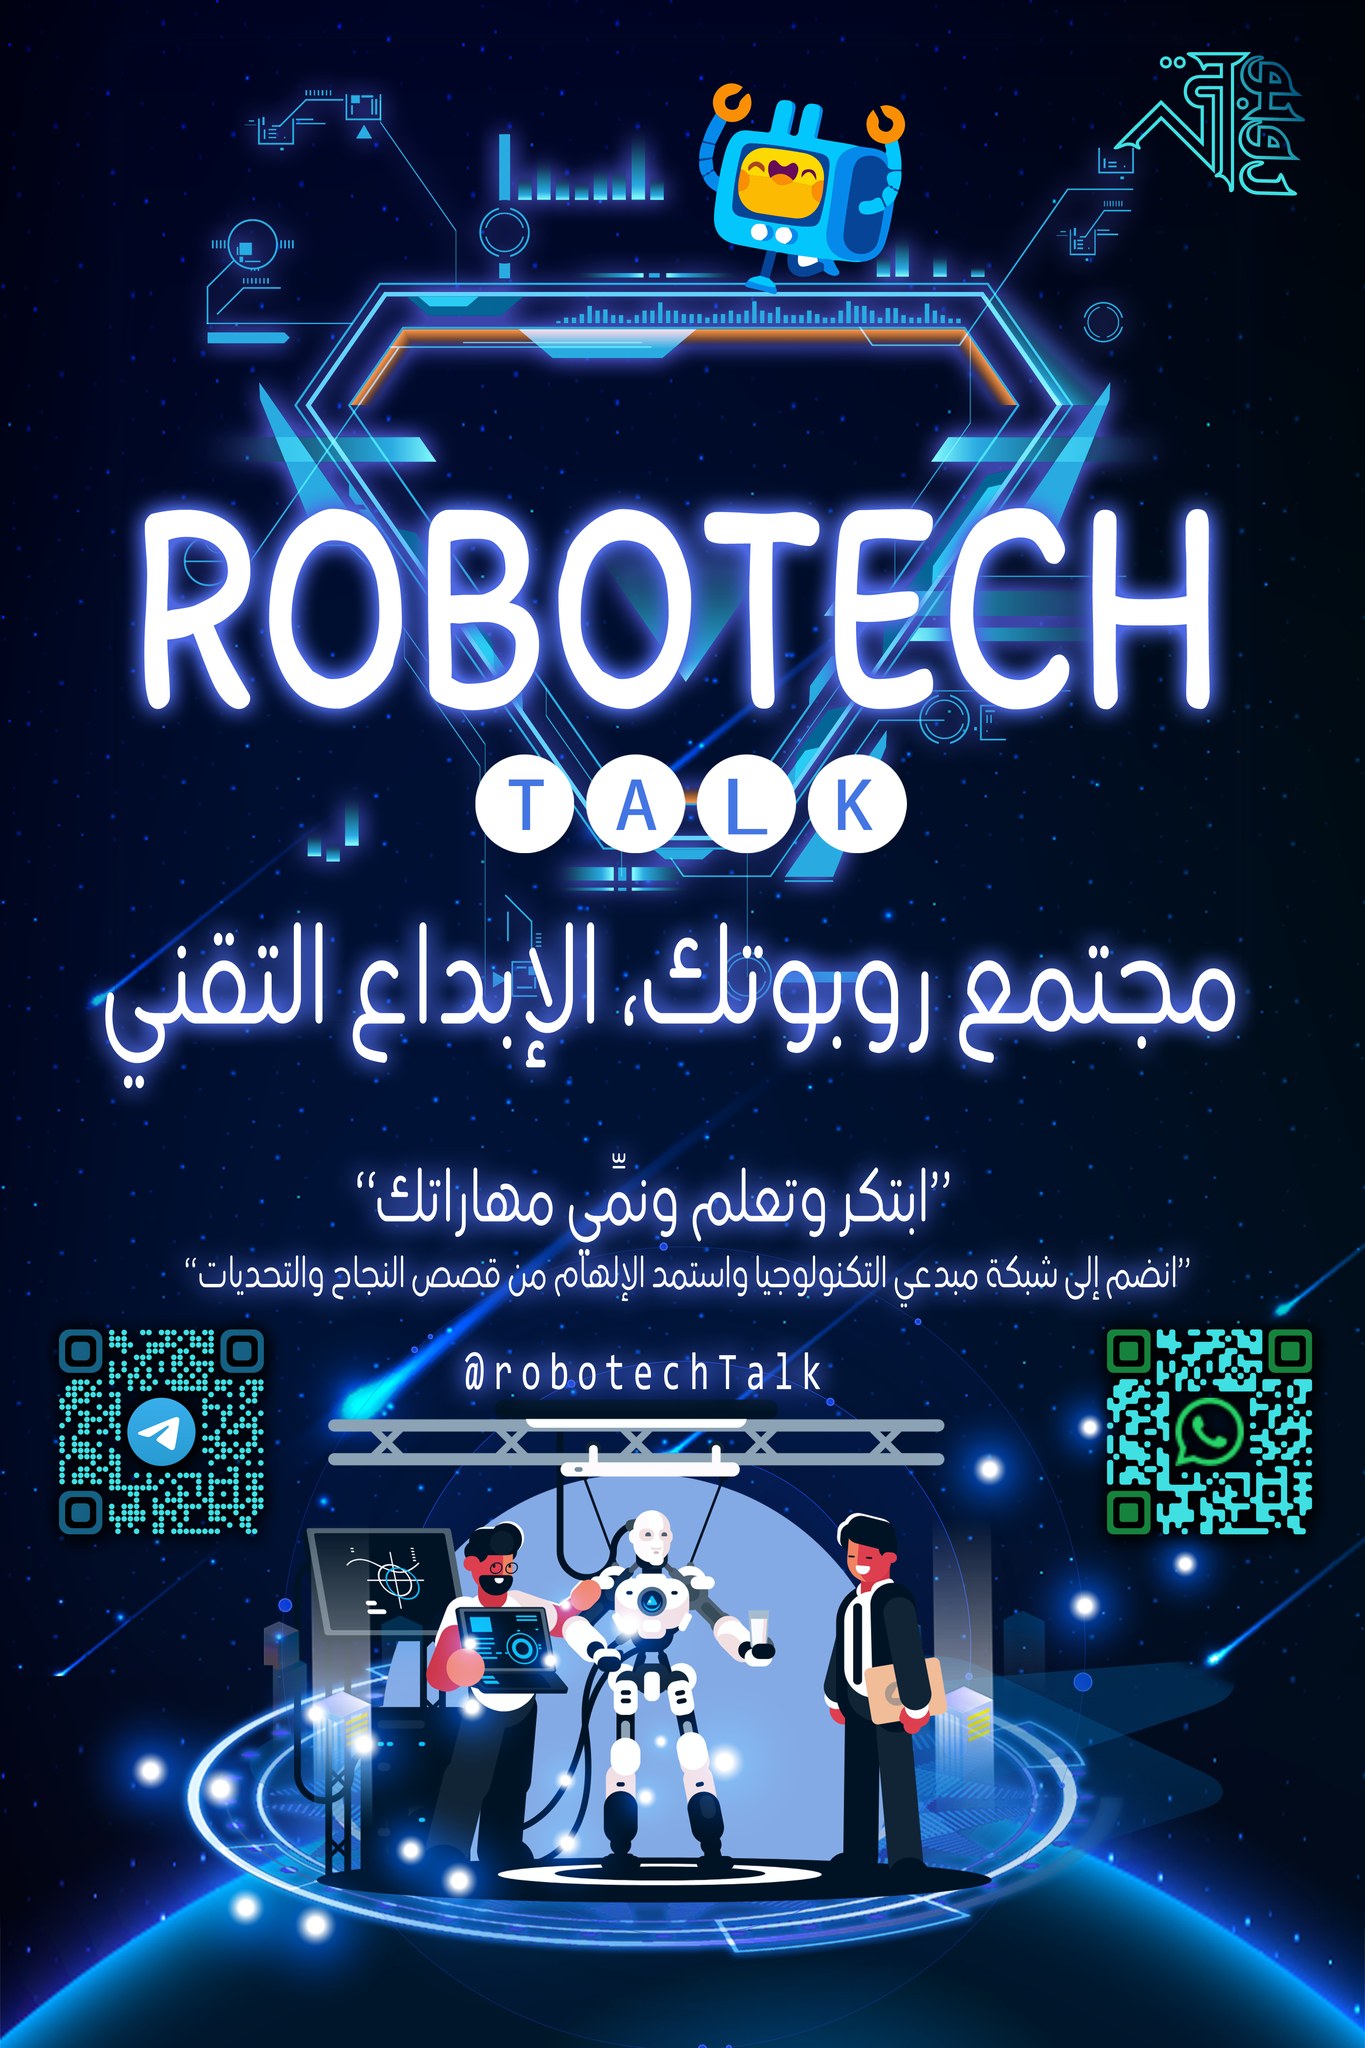 ROBOTECH
TALK
مجتمع روبوتك، الإبداع التقني
”ابتكر وتعلم ونمِّي مهاراتك“
”انضم إلى شبكة مبدعي التكنولوجيا واستمد الإلهام من قصص النجاح والتحديات“
@robotechTalk